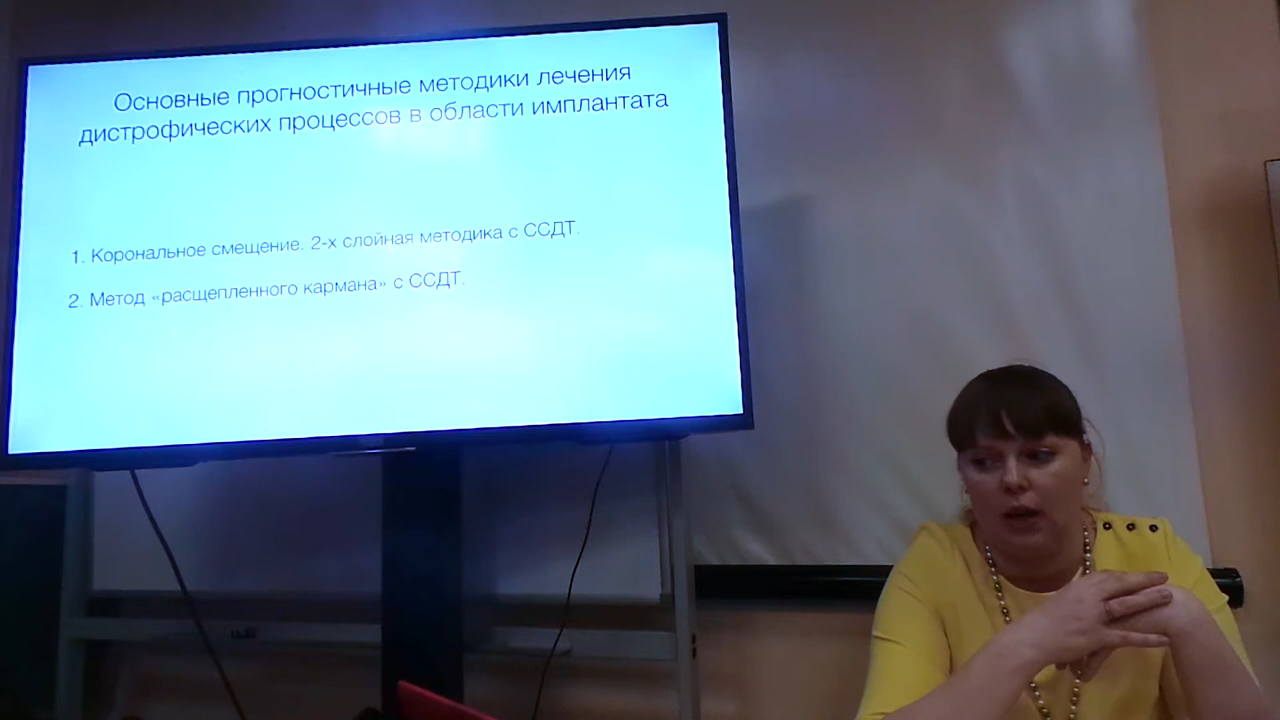 Основные прогностичные методики лечения
дистрофических процессов в области имплантата
1. Корональное смещение. 2-х слойная методика с ССДТ.
2. Метод «расщепленного кармана» с ССДТ.